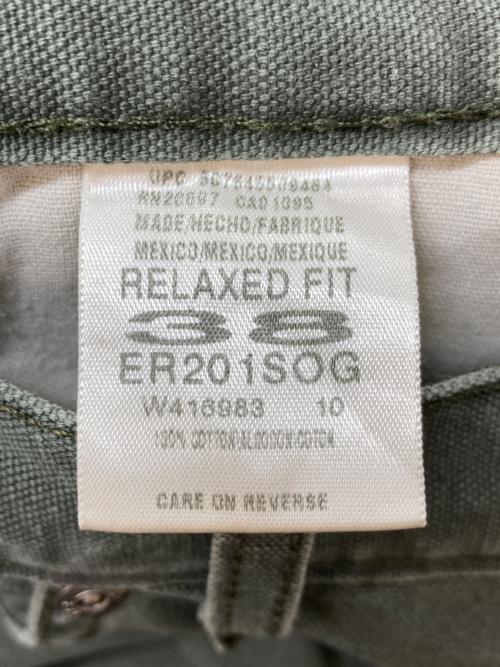 RN20697 CA01095
MADE/HECHO/FABRIQUE
MEXICO/MEXICO/MEXIQUE
RELAXED FIT
38
ER201SOG
W416983 10
100% COTTON/ALGODON/COTON
CARE ON REVERSE